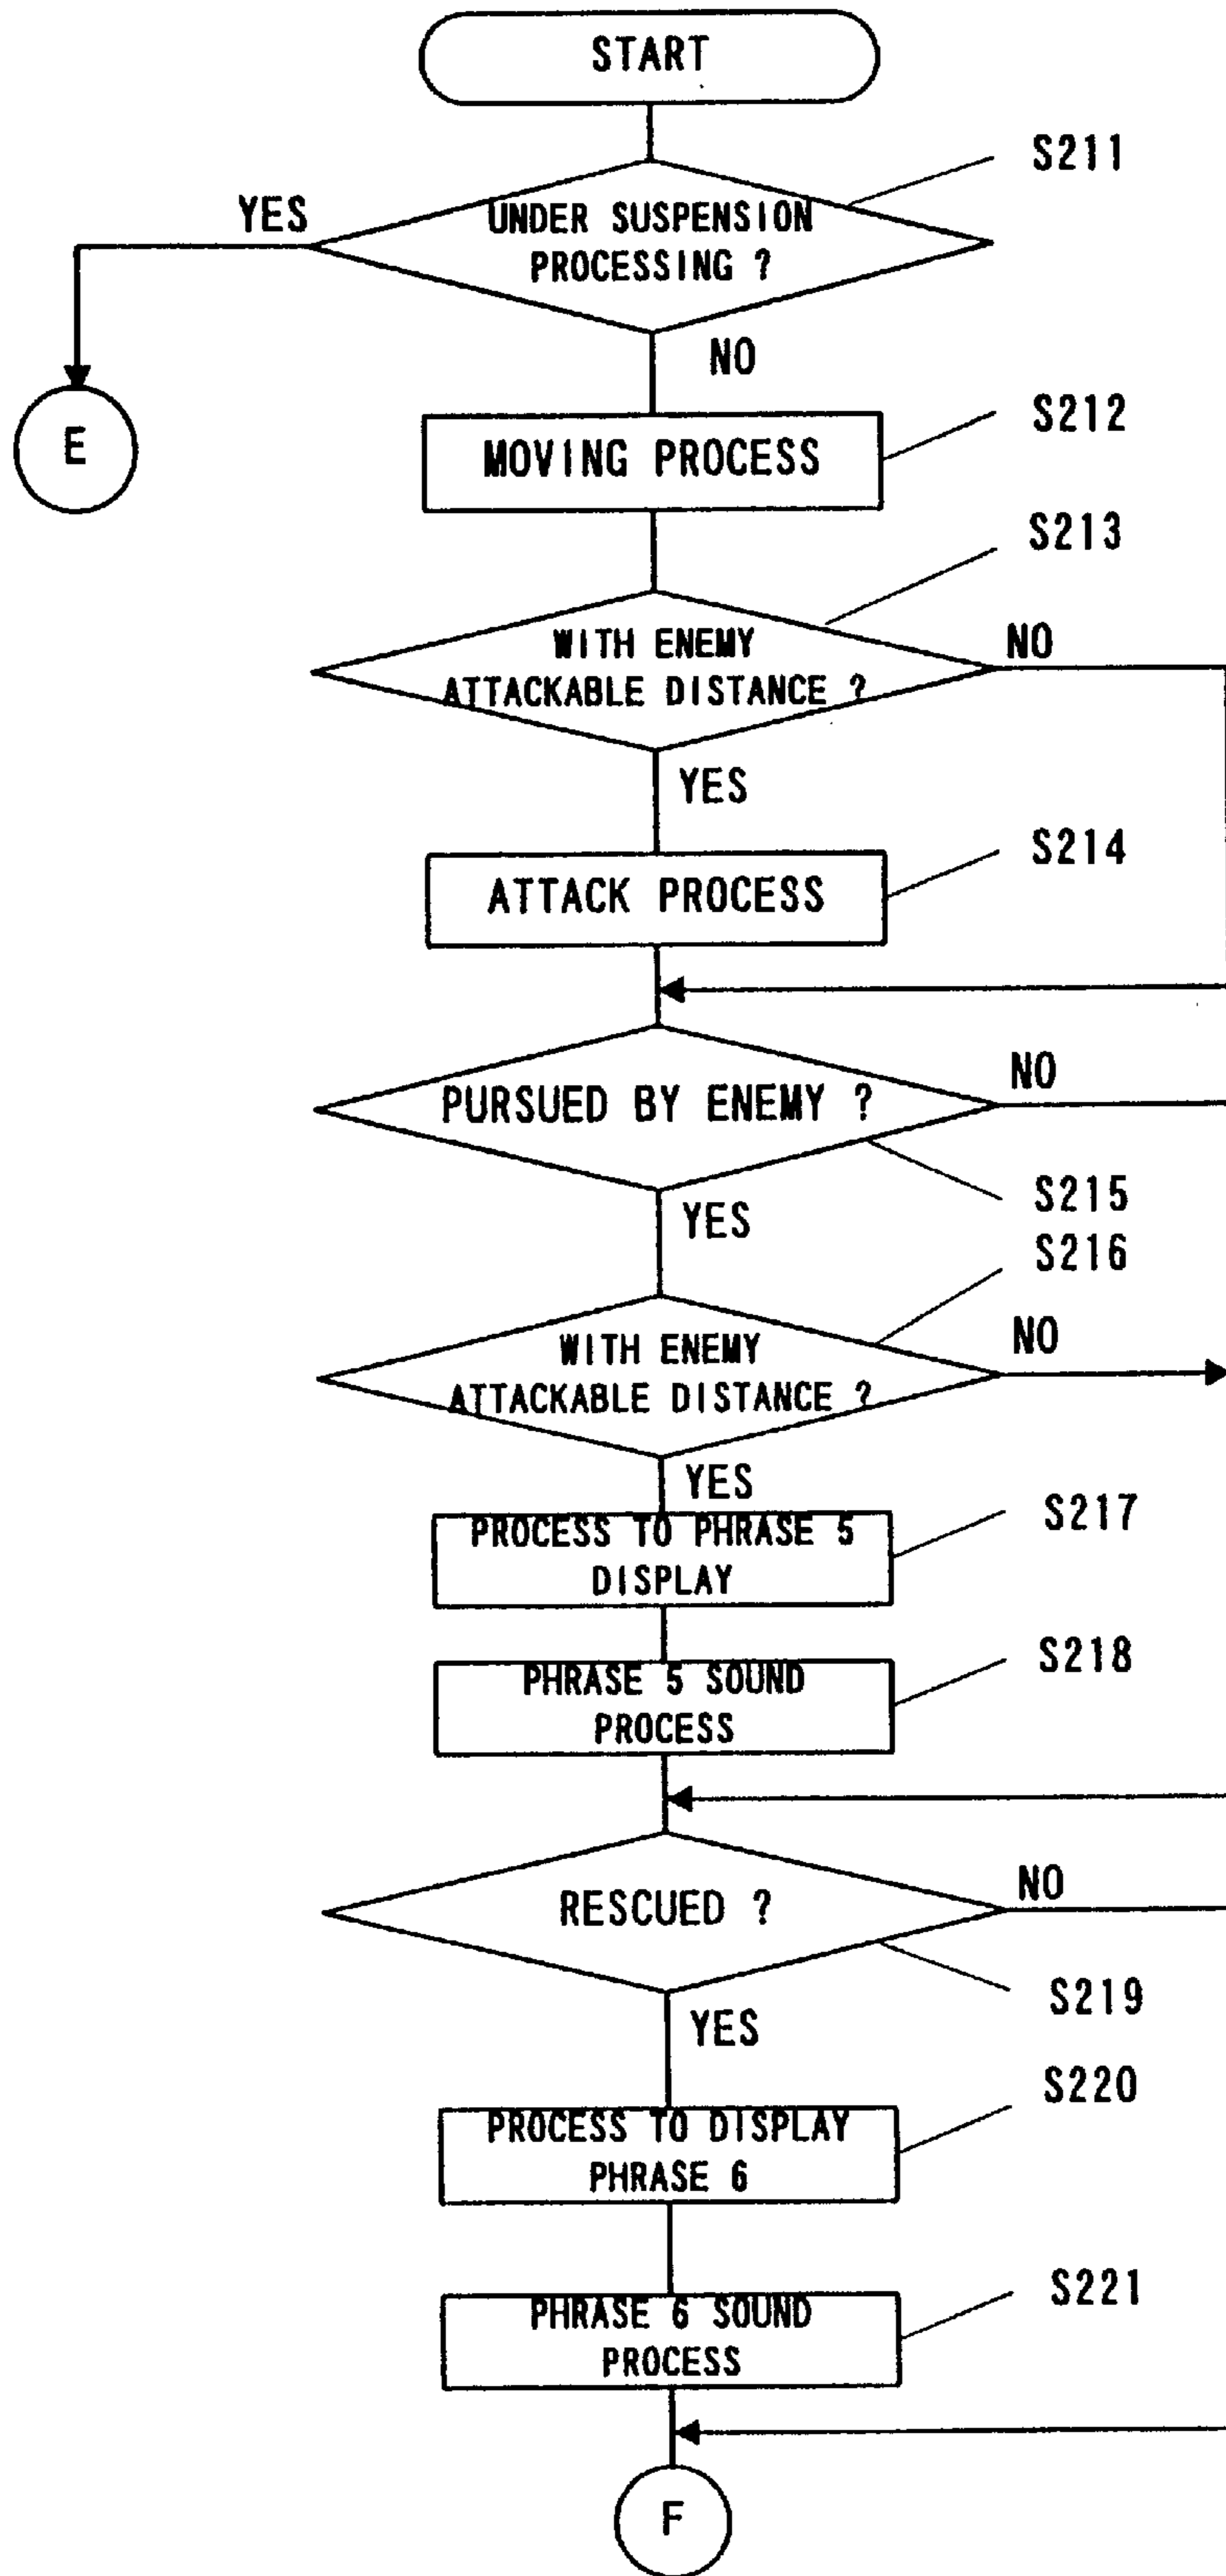 START
S211
YES
UNDER SUSPENSION
PROCESSING ?
NO
E
S212
MOVING PROCESS
S213
WITH ENEMY
ATTACKABLE DISTANCE ?
NO
YES
S214
ATTACK PROCESS
PURSUED BY ENEMY ?
NO
S215
YES
S216
WITH ENEMY
ATTACKABLE DISTANCE ?
NO
YES
S217
PROCESS TO PHRASE 5
DISPLAY
S218
PHRASE 5 SOUND
PROCESS
RESCUED ?
NO
S219
YES
S220
PROCESS TO DISPLAY
PHRASE 6
S221
PHRASE 6 SOUND
PROCESS
F